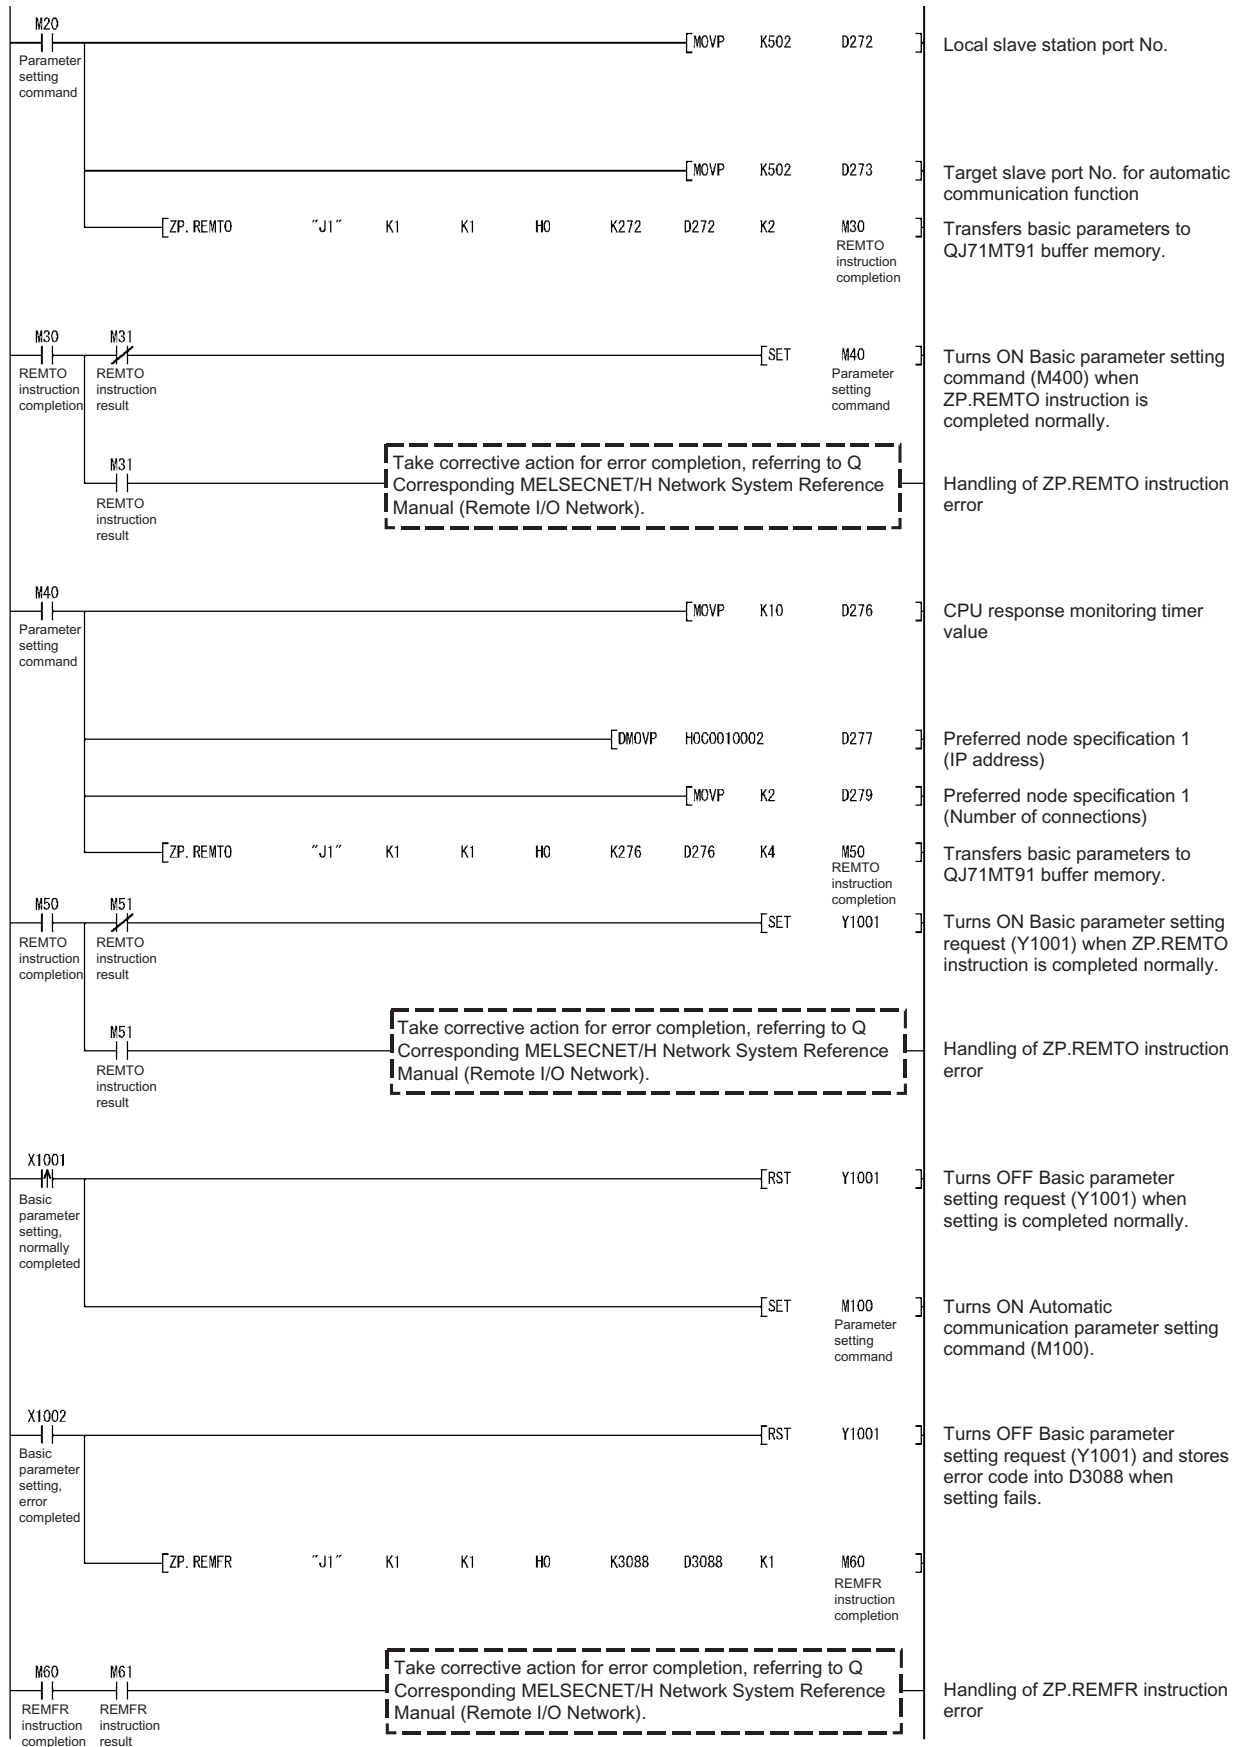 M20
Parameter
setting
command
[MOVP K502 D272 ]
Local slave station port No.
[MOVP K502 D273 ]
Target slave port No. for automatic
communication function
[ZP.REMTO "J1" K1 K1 H0 K272 D272 K2 M30 ]
REMTO
instruction
completion
Transfers basic parameters to
QJ71MT91 buffer memory.
M30 M31
REMTO
instruction
completion
REMTO
instruction
result
[SET M40 ]
Parameter
setting
command
Turns ON Basic parameter setting
command (M400) when
ZP.REMTO instruction is
completed normally.
M31
REMTO
instruction
result
Take corrective action for error completion, referring to Q
Corresponding MELSECNET/H Network System Reference
Manual (Remote I/O Network).
Handling of ZP.REMTO instruction
error
M40
Parameter
setting
command
[MOVP K10 D276 ]
CPU response monitoring timer
value
[DMOVP H0C0010002 D277 ]
Preferred node specification 1
(IP address)
[MOVP K2 D279 ]
Preferred node specification 1
(Number of connections)
[ZP.REMTO "J1" K1 K1 H0 K276 D276 K4 M50 ]
REMTO
instruction
completion
Transfers basic parameters to
QJ71MT91 buffer memory.
M50 M51
REMTO
instruction
completion
REMTO
instruction
result
[SET Y1001 ]
Turns ON Basic parameter setting
request (Y1001) when ZP.REMTO
instruction is completed normally.
M51
REMTO
instruction
result
Take corrective action for error completion, referring to Q
Corresponding MELSECNET/H Network System Reference
Manual (Remote I/O Network).
Handling of ZP.REMTO instruction
error
X1001
Basic
parameter
setting,
normally
completed
[RST Y1001 ]
Turns OFF Basic parameter
setting request (Y1001) when
setting is completed normally.
[SET M100 ]
Parameter
setting
command
Turns ON Automatic
communication parameter setting
command (M100).
X1002
Basic
parameter
setting,
error
completed
[RST Y1001 ]
Turns OFF Basic parameter
setting request (Y1001) and stores
error code into D3088 when
setting fails.
[ZP.REMFR "J1" K1 K1 H0 K3088 D3088 K1 M60 ]
REMFR
instruction
completion
M60 M61
REMFR
instruction
completion
REMFR
instruction
result
Take corrective action for error completion, referring to Q
Corresponding MELSECNET/H Network System Reference
Manual (Remote I/O Network).
Handling of ZP.REMFR instruction
error